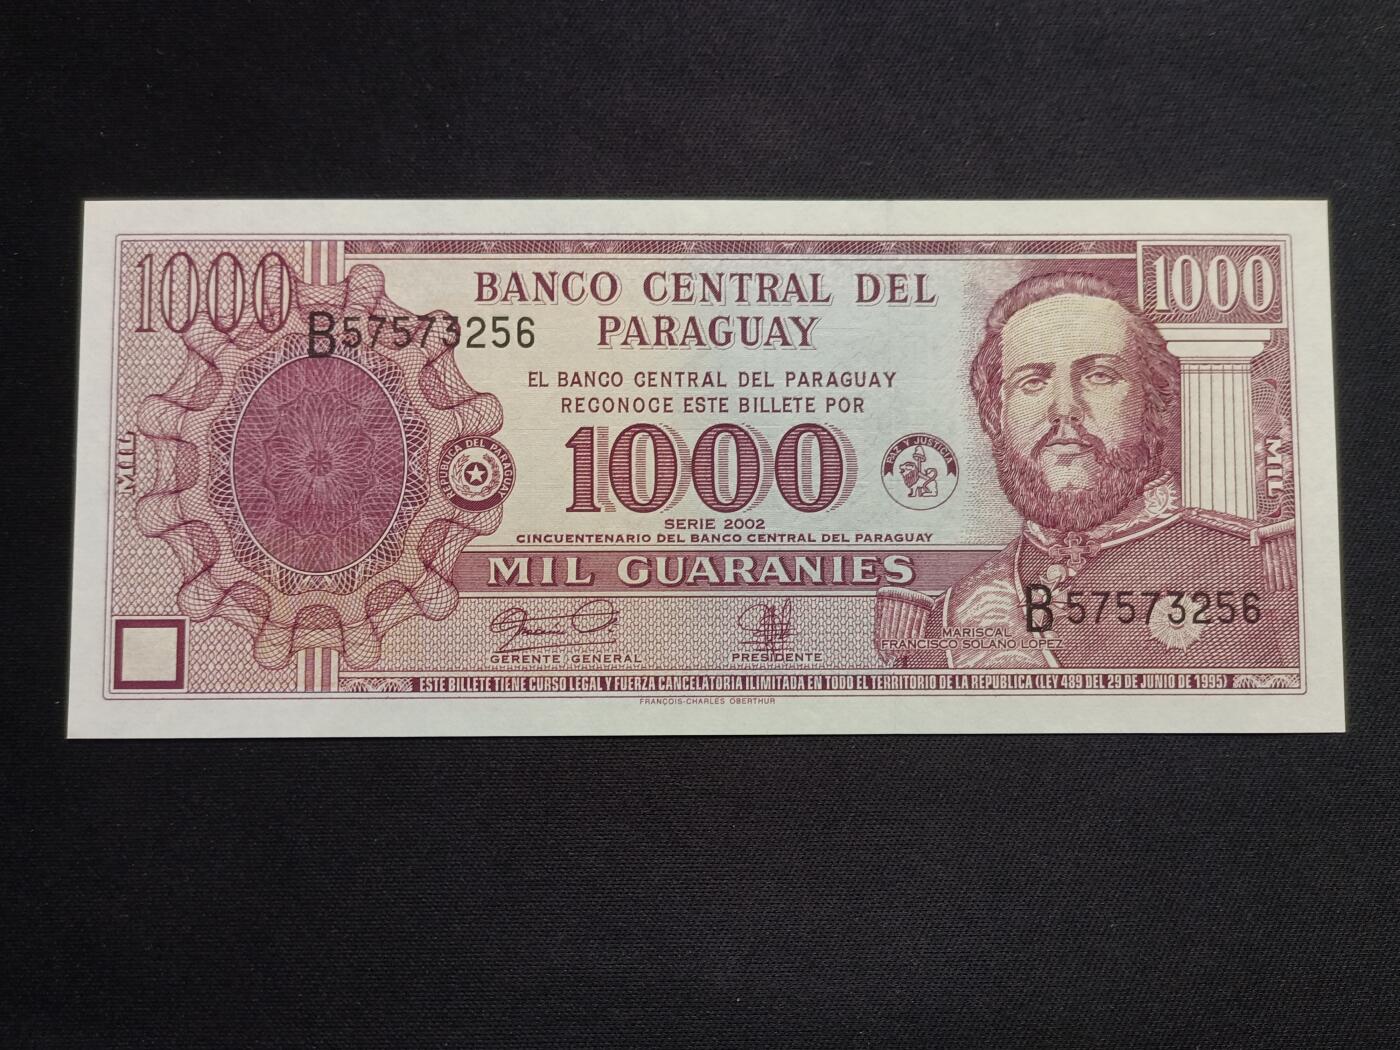 1000
1000
BANCO CENTRAL DEL
PARAGUAY
B57573256
EL BANCO CENTRAL DEL PARAGUAY
RECONOCE ESTE BILLETE POR
1000
REPUBLICA DEL PARAGUAY
PAZ Y JUSTICIA
MIL
MIL
SERIE 2002
CINCUENTENARIO DEL BANCO CENTRAL DEL PARAGUAY
MIL GUARANIES
B57573256
GERENTE GENERAL
PRESIDENTE
MARISCAL
FRANCISCO SOLANO LOPEZ
ESTE BILLETE TIENE CURSO LEGAL Y FUERZA CANCELATORIA ILIMITADA EN TODO EL TERRITORIO DE LA REPUBLICA (LEY 489 DEL 29 DE JUNIO DE 1995)
FRANÇOIS-CHARLES OBERTHUR